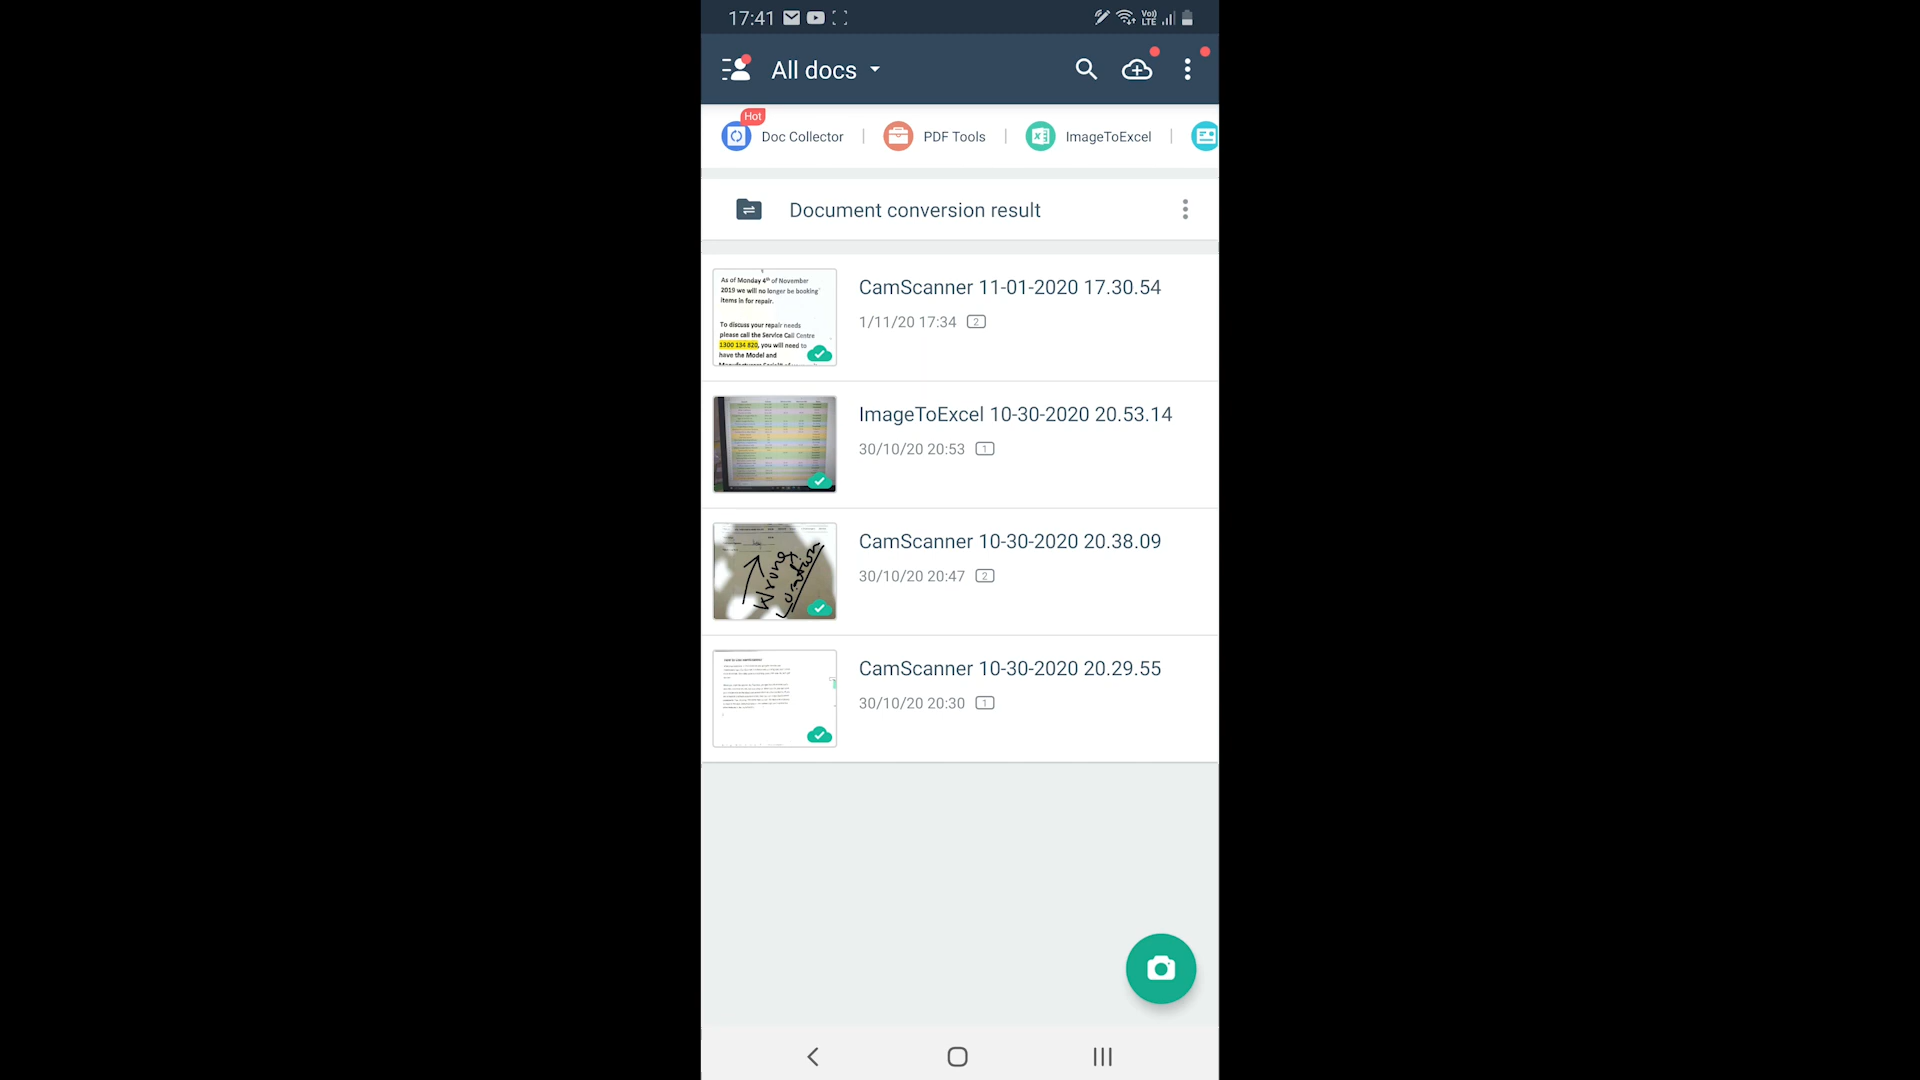 17:41
Vo))
LTE
All docs
Hot
Doc Collector
PDF Tools
ImageToExcel
Document conversion result
As of Monday 4th of November
2019 we will no longer be booking
items in for repair.
To discuss your repair needs
please call the Service Call Centre
1300 134 820, you will need to
have the Model and
CamScanner 11-01-2020 17.30.54
1/11/20 17:34 2
ImageToExcel 10-30-2020 20.53.14
30/10/20 20:53 1
Wrong
CamScanner 10-30-2020 20.38.09
30/10/20 20:47 2
CamScanner 10-30-2020 20.29.55
30/10/20 20:30 1